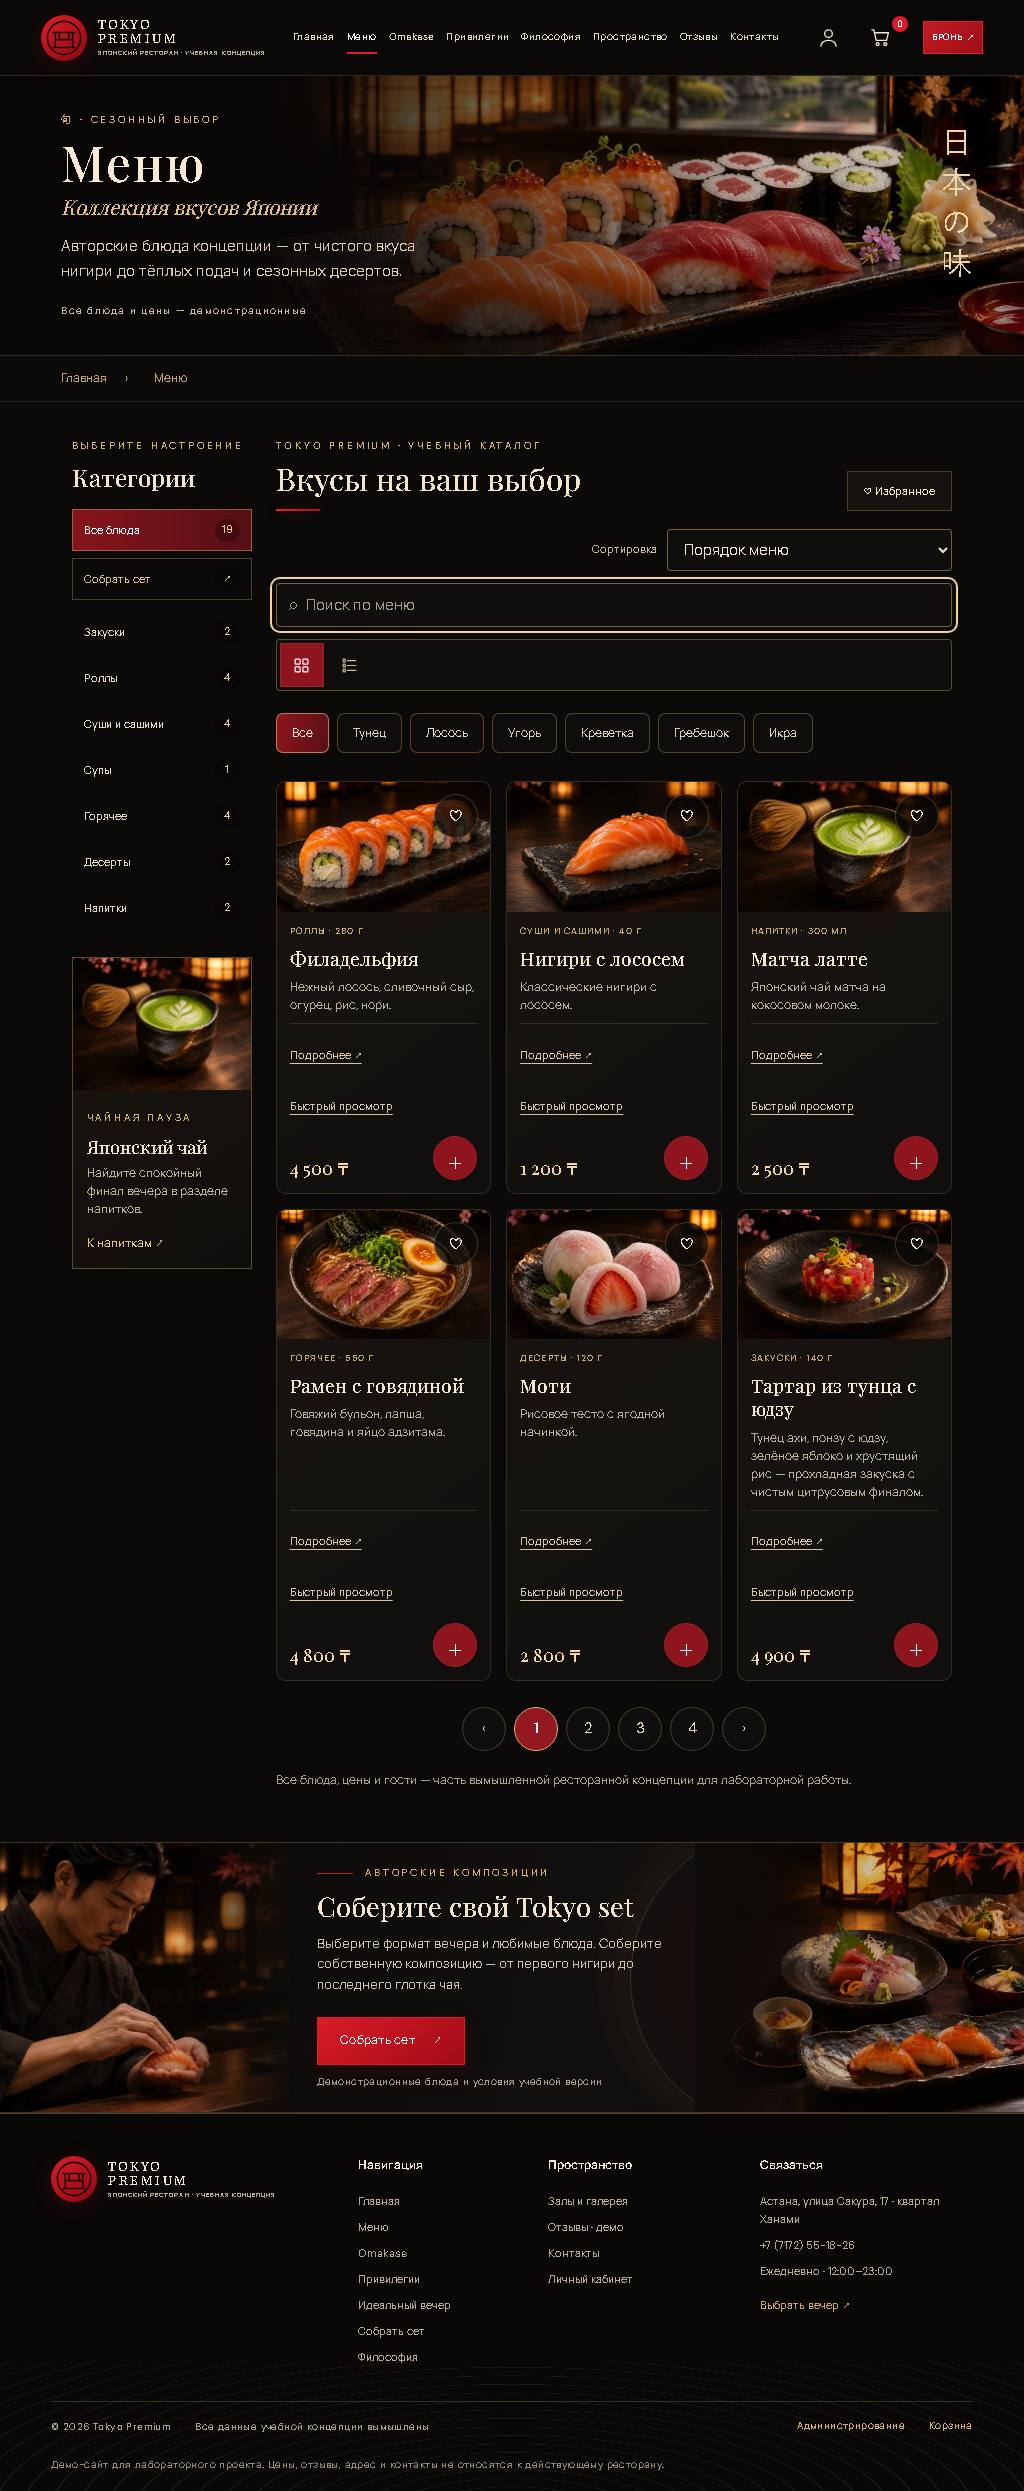 TOKYO
PREMIUM
ЯПОНСКИЙ РЕСТОРАН · УЧЕБНАЯ КОНЦЕПЦИЯ
Главная Меню Omakase Привилегии Философия Пространство Отзывы Контакты
0
БРОНЬ ↗
旬 · СЕЗОННЫЙ ВЫБОР
Меню
Коллекция вкусов Японии
Авторские блюда концепции — от чистого вкуса
нигири до тёплых подач и сезонных десертов.
Все блюда и цены — демонстрационные
日
本
の
味
Главная › Меню
ВЫБЕРИТЕ НАСТРОЕНИЕ
Категории
Все блюда 19
Собрать сет ↗
Закуски 2
Роллы 4
Суши и сашими 4
Супы 1
Горячее 4
Десерты 2
Напитки 2
ЧАЙНАЯ ПАУЗА
Японский чай
Найдите спокойный
финал вечера в разделе
напитков.
К напиткам ↗
TOKYO PREMIUM · УЧЕБНЫЙ КАТАЛОГ
Вкусы на ваш выбор
♡ Избранное
Сортировка Порядок меню
Поиск по меню
Все Тунец Лосось Угорь Креветка Гребешок Икра
РОЛЛЫ · 280 Г
Филадельфия
Нежный лосось, сливочный сыр,
огурец, рис, нори.
Подробнее ↗
Быстрый просмотр
4 500 ₸ +
СУШИ И САШИМИ · 40 Г
Нигири с лососем
Классические нигири с
лососем.
Подробнее ↗
Быстрый просмотр
1 200 ₸ +
НАПИТКИ · 300 МЛ
Матча латте
Японский чай матча на
кокосовом молоке.
Подробнее ↗
Быстрый просмотр
2 500 ₸ +
ГОРЯЧЕЕ · 550 Г
Рамен с говядиной
Говяжий бульон, лапша,
говядина и яйцо адзитама.
Подробнее ↗
Быстрый просмотр
4 800 ₸ +
ДЕСЕРТЫ · 120 Г
Моти
Рисовое тесто с ягодной
начинкой.
Подробнее ↗
Быстрый просмотр
2 800 ₸ +
ЗАКУСКИ · 140 Г
Тартар из тунца с
юдзу
Тунец ахи, понзу с юдзу,
зелёное яблоко и хрустящий
рис — прохладная закуска с
чистым цитрусовым финалом.
Подробнее ↗
Быстрый просмотр
4 900 ₸ +
‹ 1 2 3 4 ›
Все блюда, цены и гости — часть вымышленной ресторанной концепции для лабораторной работы.
АВТОРСКИЕ КОМПОЗИЦИИ
Соберите свой Tokyo set
Выберите формат вечера и любимые блюда. Соберите
собственную композицию — от первого нигири до
последнего глотка чая.
Собрать сет ↗
Демонстрационные блюда и условия учебной версии
TOKYO
PREMIUM
ЯПОНСКИЙ РЕСТОРАН · УЧЕБНАЯ КОНЦЕПЦИЯ
Навигация
Главная
Меню
Omakase
Привилегии
Идеальный вечер
Собрать сет
Философия
Пространство
Залы и галерея
Отзывы · демо
Контакты
Личный кабинет
Связаться
Астана, улица Сакура, 17 · квартал
Ханами
+7 (7172) 55-18-26
Ежедневно · 12:00–23:00
Выбрать вечер ↗
© 2026 Tokyo Premium Все данные учебной концепции вымышлены
Администрирование Корзина
Демо-сайт для лабораторного проекта. Цены, отзывы, адрес и контакты не относятся к действующему ресторану.